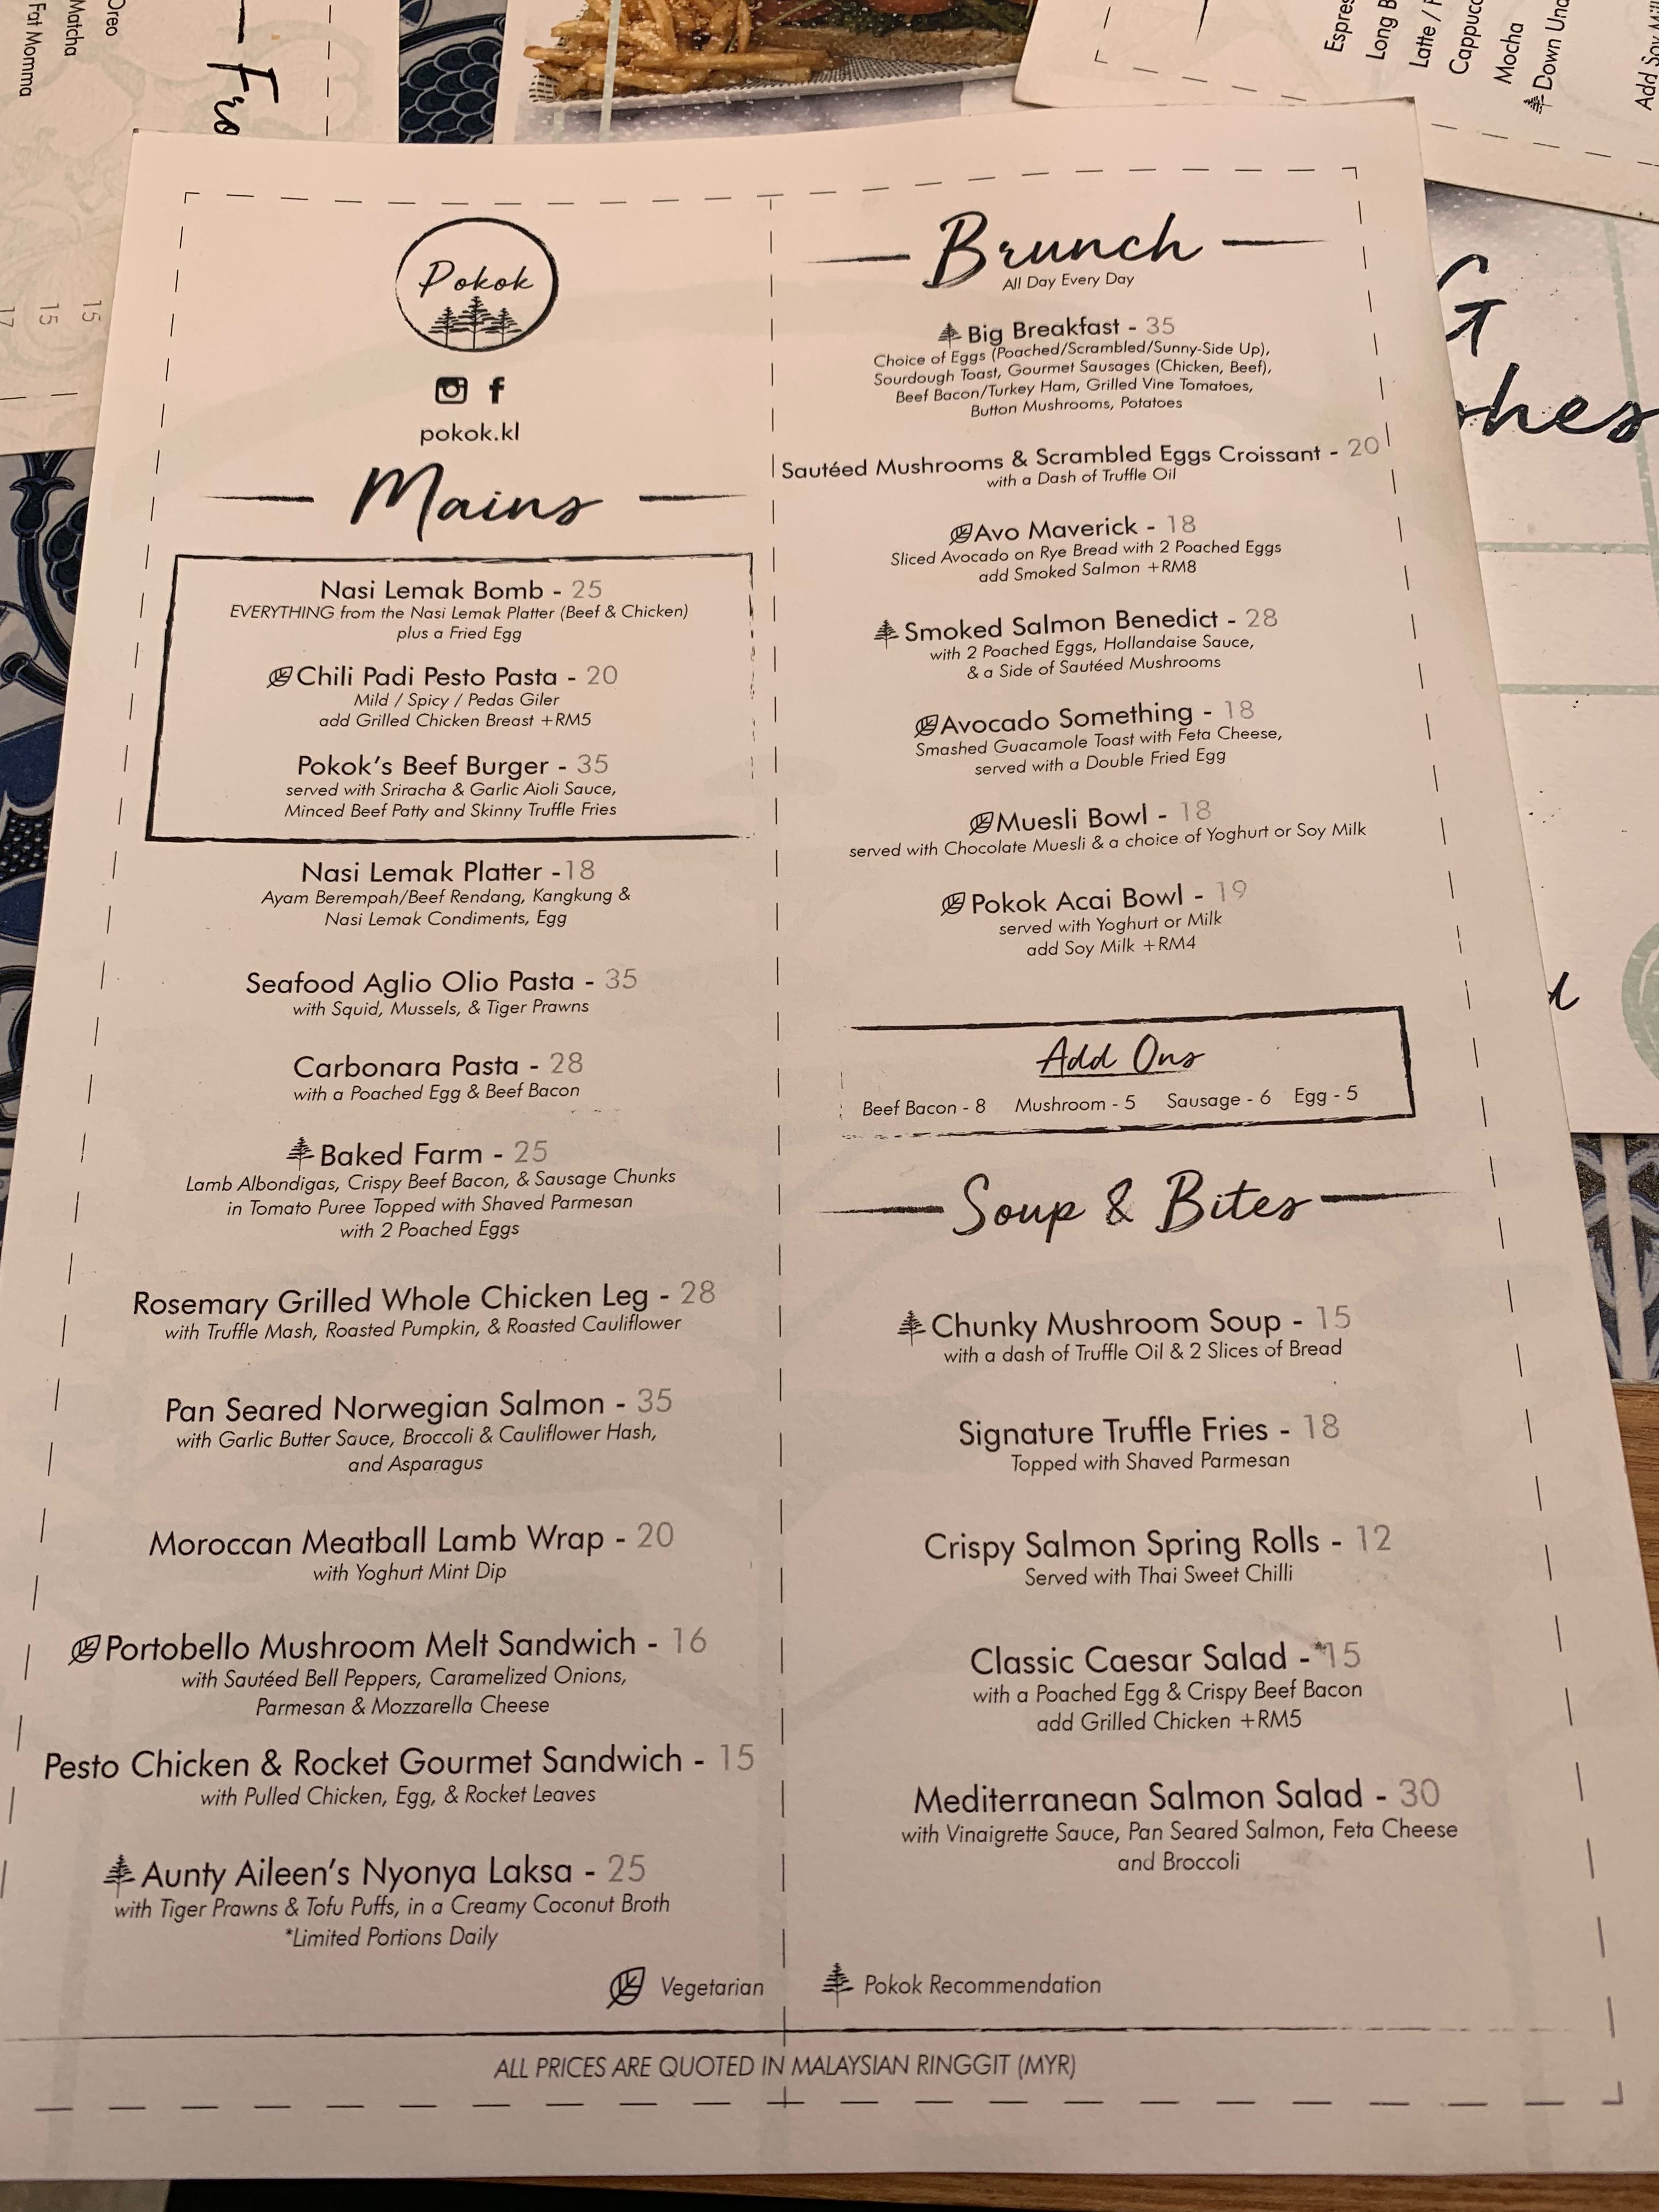 Oreo
Matcha
Fat Momma
15
15
17
Fro
Long B
Latte /
Mocha
Down Und
Pokok
pokok.kl
Mains
Nasi Lemak Bomb - 25
EVERYTHING from the Nasi Lemak Platter (Beef & Chicken)
plus a Fried Egg
Chili Padi Pesto Pasta - 20
Mild / Spicy / Pedas Giler
add Grilled Chicken Breast +RM5
Pokok's Beef Burger - 35
served with Sriracha & Garlic Aioli Sauce,
Minced Beef Patty and Skinny Truffle Fries
Nasi Lemak Platter -18
Ayam Berempah/Beef Rendang, Kangkung &
Nasi Lemak Condiments, Egg
Seafood Aglio Olio Pasta - 35
with Squid, Mussels, & Tiger Prawns
Carbonara Pasta - 28
with a Poached Egg & Beef Bacon
Baked Farm - 25
Lamb Albondigas, Crispy Beef Bacon, & Sausage Chunks
in Tomato Puree Topped with Shaved Parmesan
with 2 Poached Eggs
Rosemary Grilled Whole Chicken Leg - 28
with Truffle Mash, Roasted Pumpkin, & Roasted Cauliflower
Pan Seared Norwegian Salmon - 35
with Garlic Butter Sauce, Broccoli & Cauliflower Hash,
and Asparagus
Moroccan Meatball Lamb Wrap - 20
with Yoghurt Mint Dip
Portobello Mushroom Melt Sandwich - 16
with Sautéed Bell Peppers, Caramelized Onions,
Parmesan & Mozzarella Cheese
Pesto Chicken & Rocket Gourmet Sandwich - 15
with Pulled Chicken, Egg, & Rocket Leaves
Aunty Aileen's Nyonya Laksa - 25
with Tiger Prawns & Tofu Puffs, in a Creamy Coconut Broth
*Limited Portions Daily
Brunch
All Day Every Day
Big Breakfast - 35
Choice of Eggs (Poached/Scrambled/Sunny-Side Up),
Sourdough Toast, Gourmet Sausages (Chicken, Beef),
Beef Bacon/Turkey Ham, Grilled Vine Tomatoes,
Button Mushrooms, Potatoes
Sautéed Mushrooms & Scrambled Eggs Croissant - 20
with a Dash of Truffle Oil
Avo Maverick - 18
Sliced Avocado on Rye Bread with 2 Poached Eggs
add Smoked Salmon +RM8
Smoked Salmon Benedict - 28
with 2 Poached Eggs, Hollandaise Sauce,
& a Side of Sautéed Mushrooms
Avocado Something - 18
Smashed Guacamole Toast with Feta Cheese,
served with a Double Fried Egg
Muesli Bowl - 18
served with Chocolate Muesli & a choice of Yoghurt or Soy Milk
Pokok Acai Bowl - 19
served with Yoghurt or Milk
add Soy Milk +RM4
Add Ons
Beef Bacon - 8 Mushroom - 5 Sausage - 6 Egg - 5
Soup & Bites
Chunky Mushroom Soup - 15
with a dash of Truffle Oil & 2 Slices of Bread
Signature Truffle Fries - 18
Topped with Shaved Parmesan
Crispy Salmon Spring Rolls - 12
Served with Thai Sweet Chilli
Classic Caesar Salad - 15
with a Poached Egg & Crispy Beef Bacon
add Grilled Chicken +RM5
Mediterranean Salmon Salad - 30
with Vinaigrette Sauce, Pan Seared Salmon, Feta Cheese
and Broccoli
Vegetarian
Pokok Recommendation
ALL PRICES ARE QUOTED IN MALAYSIAN RINGGIT (MYR)